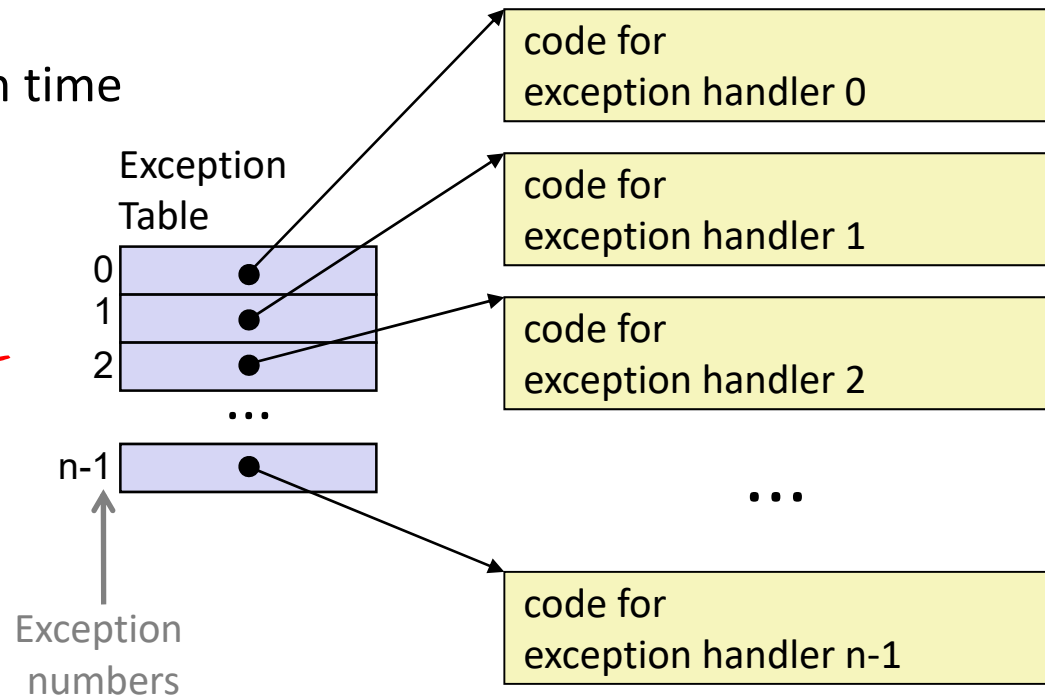 n time
Exception
Table
0
1
2
...
n-1
Exception
numbers
code for
exception handler 0
code for
exception handler 1
code for
exception handler 2
...
code for
exception handler n-1